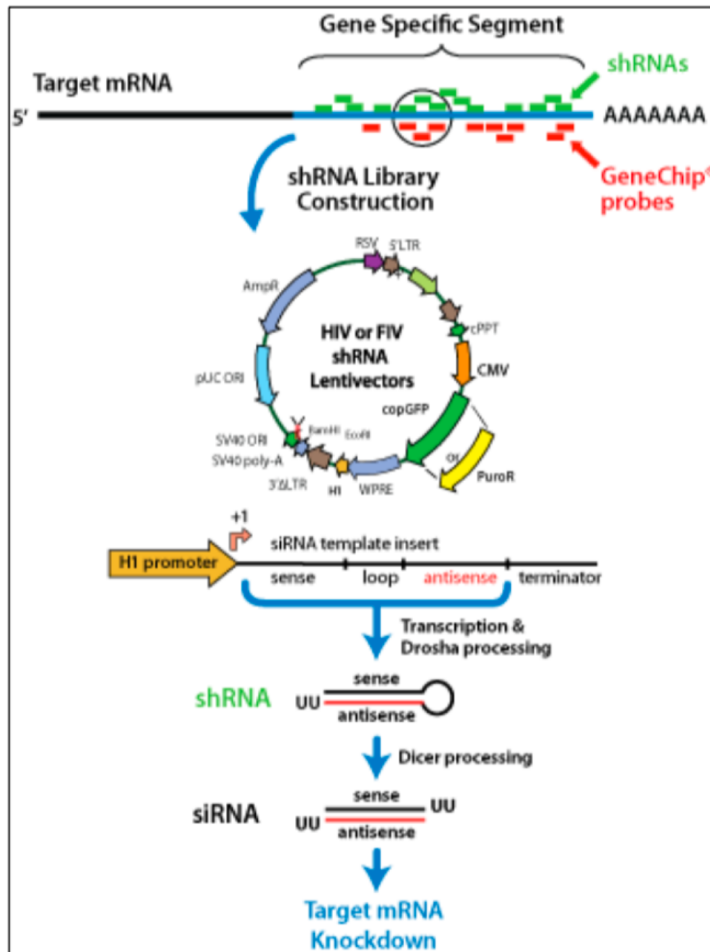 Gene Specific Segment
shRNAs
Target mRNA
5'
AAAAAAA
GeneChip®
probes
shRNA Library
Construction
RSV
5'LTR
AmpR
cPPT
HIV or FIV
shRNA
Lentivectors
CMV
pUC ORI
copGFP
SV40 ORI
BamHI
EcoRI
SV40 poly-A
PuroR
3'ΔLTR
H1
WPRE
+1
siRNA template insert
H1 promoter
sense
loop
antisense
terminator
Transcription &
Drosha processing
sense
shRNA
UU
antisense
Dicer processing
sense
UU
siRNA
UU
antisense
Target mRNA
Knockdown